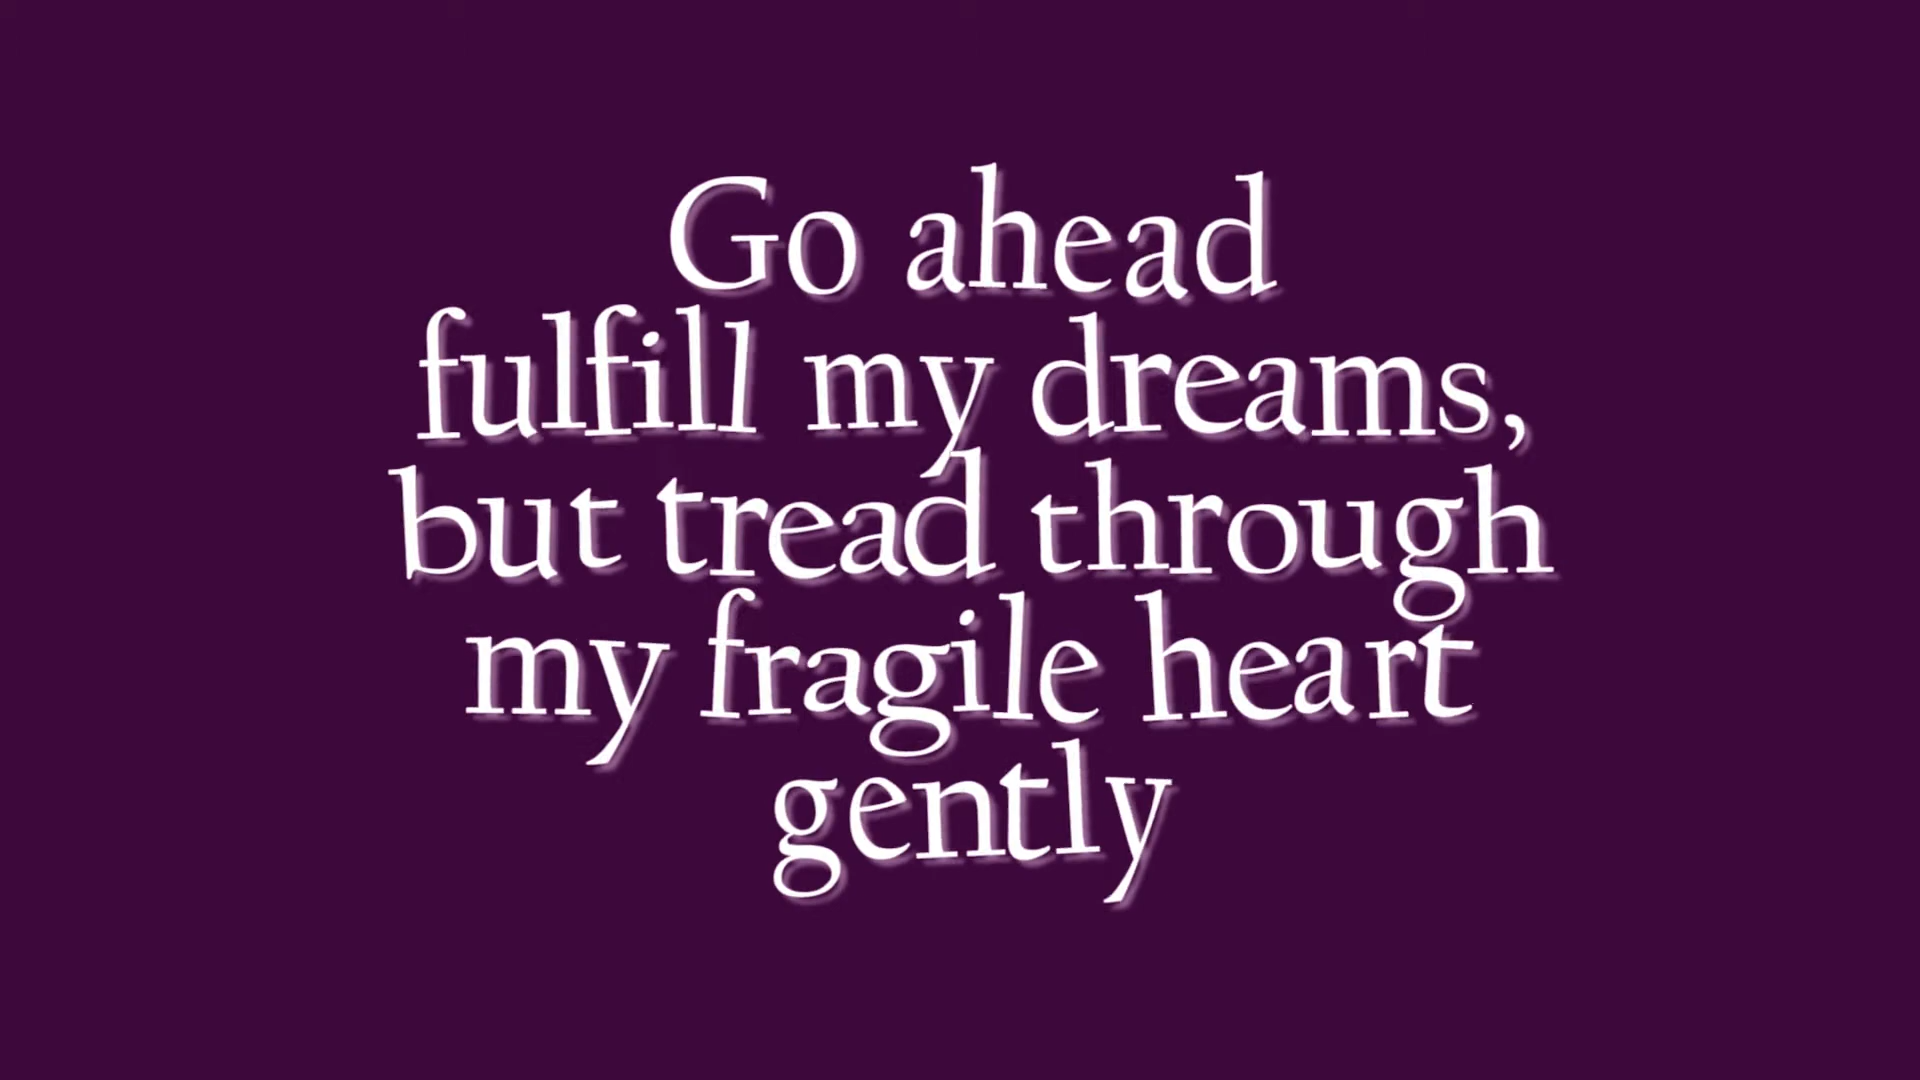 Go ahead
fulfill my dreams,
but tread through
my fragile heart
gently